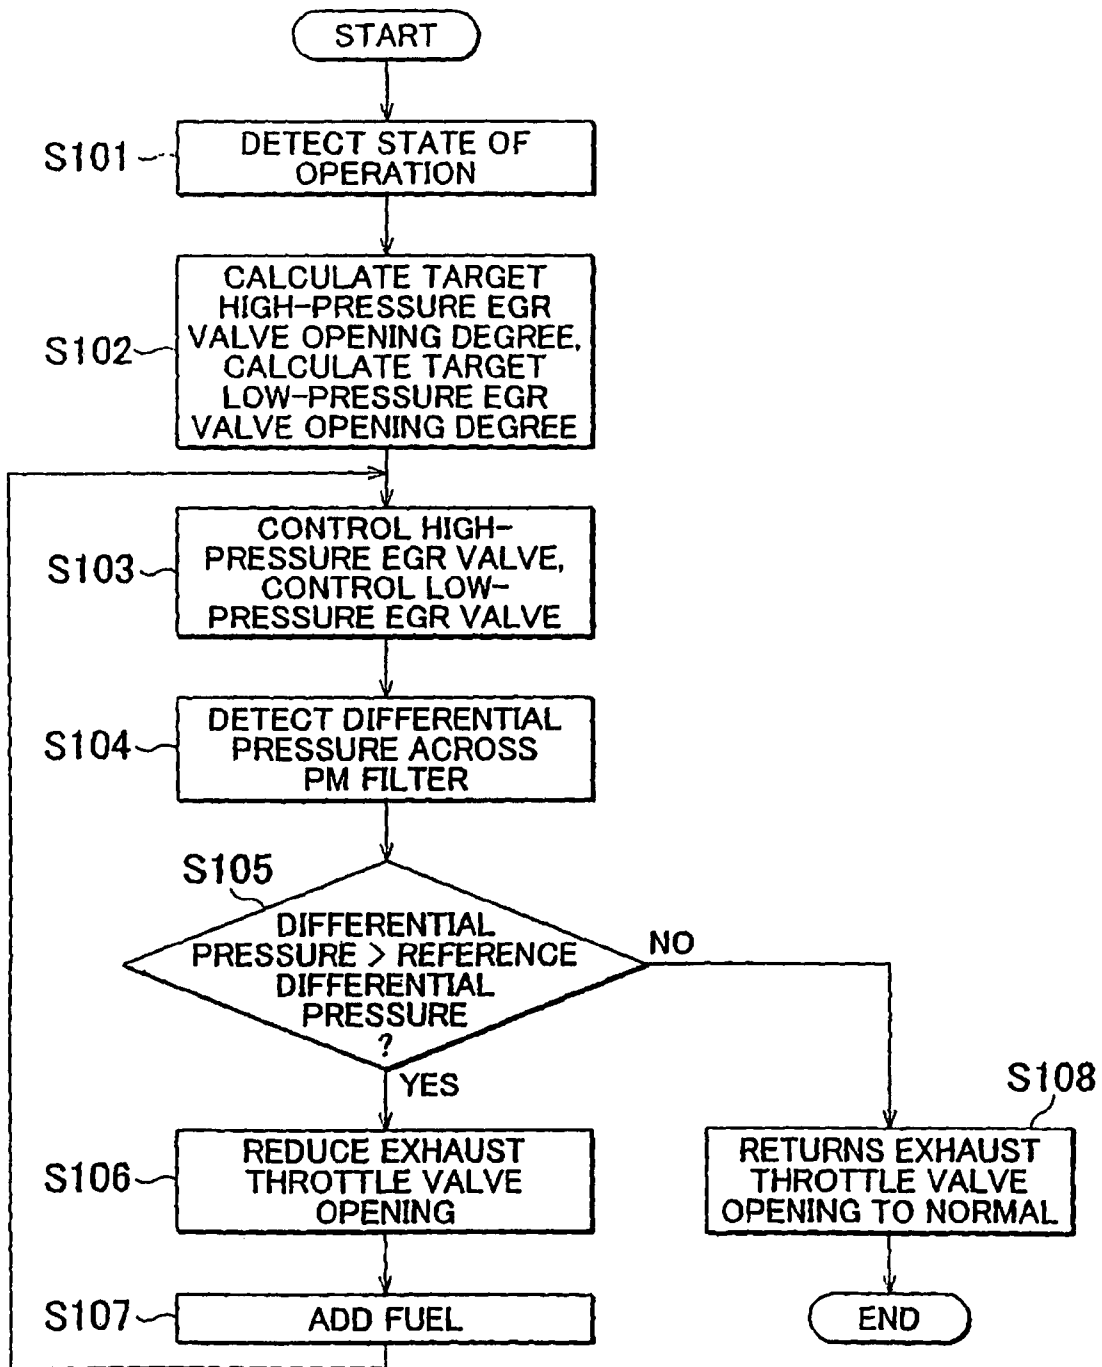 START
S101
DETECT STATE OF
OPERATION
S102
CALCULATE TARGET
HIGH-PRESSURE EGR
VALVE OPENING DEGREE,
CALCULATE TARGET
LOW-PRESSURE EGR
VALVE OPENING DEGREE
S103
CONTROL HIGH-
PRESSURE EGR VALVE,
CONTROL LOW-
PRESSURE EGR VALVE
S104
DETECT DIFFERENTIAL
PRESSURE ACROSS
PM FILTER
S105
DIFFERENTIAL
PRESSURE > REFERENCE
DIFFERENTIAL
PRESSURE
?
NO
YES
S106
REDUCE EXHAUST
THROTTLE VALVE
OPENING
S108
RETURNS EXHAUST
THROTTLE VALVE
OPENING TO NORMAL
S107
ADD FUEL
END